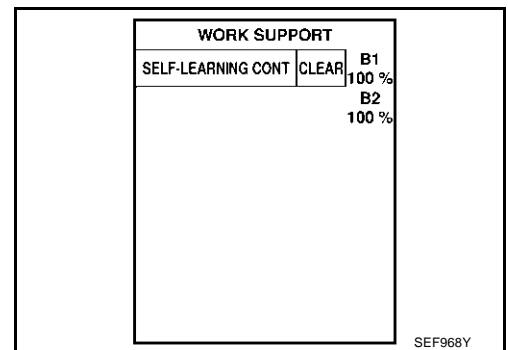 WORK SUPPORT
SELF-LEARNING CONT CLEAR B1
100 %
B2
100 %
SEF968Y